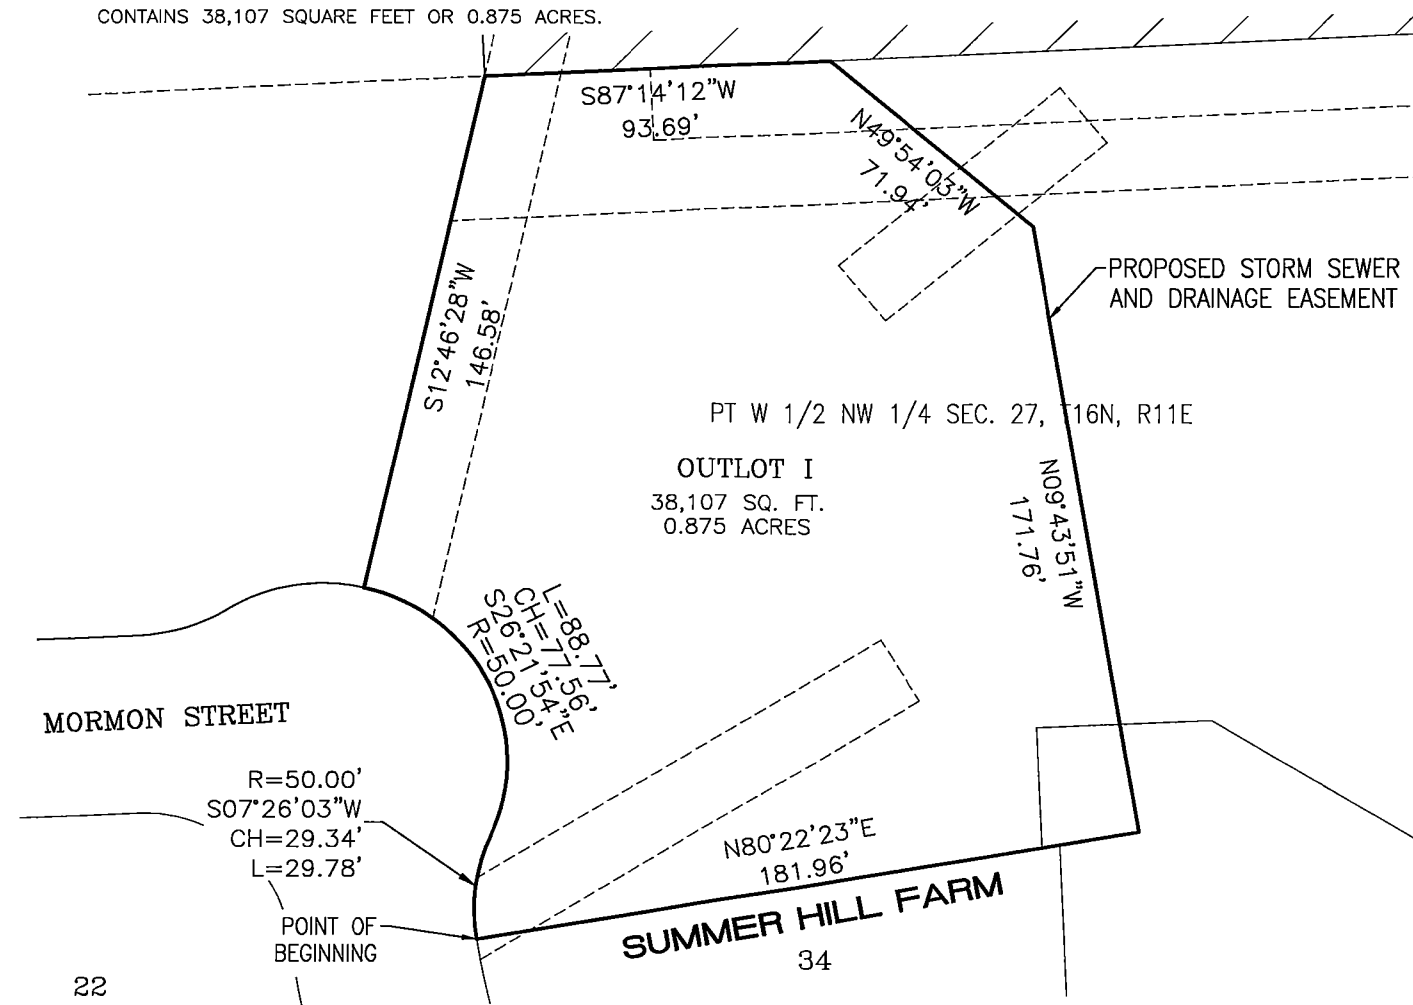 CONTAINS 38,107 SQUARE FEET OR 0.875 ACRES.
S87°14'12"W
93.69'
N49°54'03"W
71.94'
PROPOSED STORM SEWER
AND DRAINAGE EASEMENT
S12°46'28"W
146.58'
PT W 1/2 NW 1/4 SEC. 27, T16N, R11E
OUTLOT I
38,107 SQ. FT.
0.875 ACRES
N09°43'51"W
171.76'
L=88.77'
CH=77.56'
S26°21'54"E
R=50.00'
MORMON STREET
R=50.00'
S07°26'03"W
CH=29.34'
L=29.78'
N80°22'23"E
181.96'
SUMMER HILL FARM
POINT OF
BEGINNING
34
22